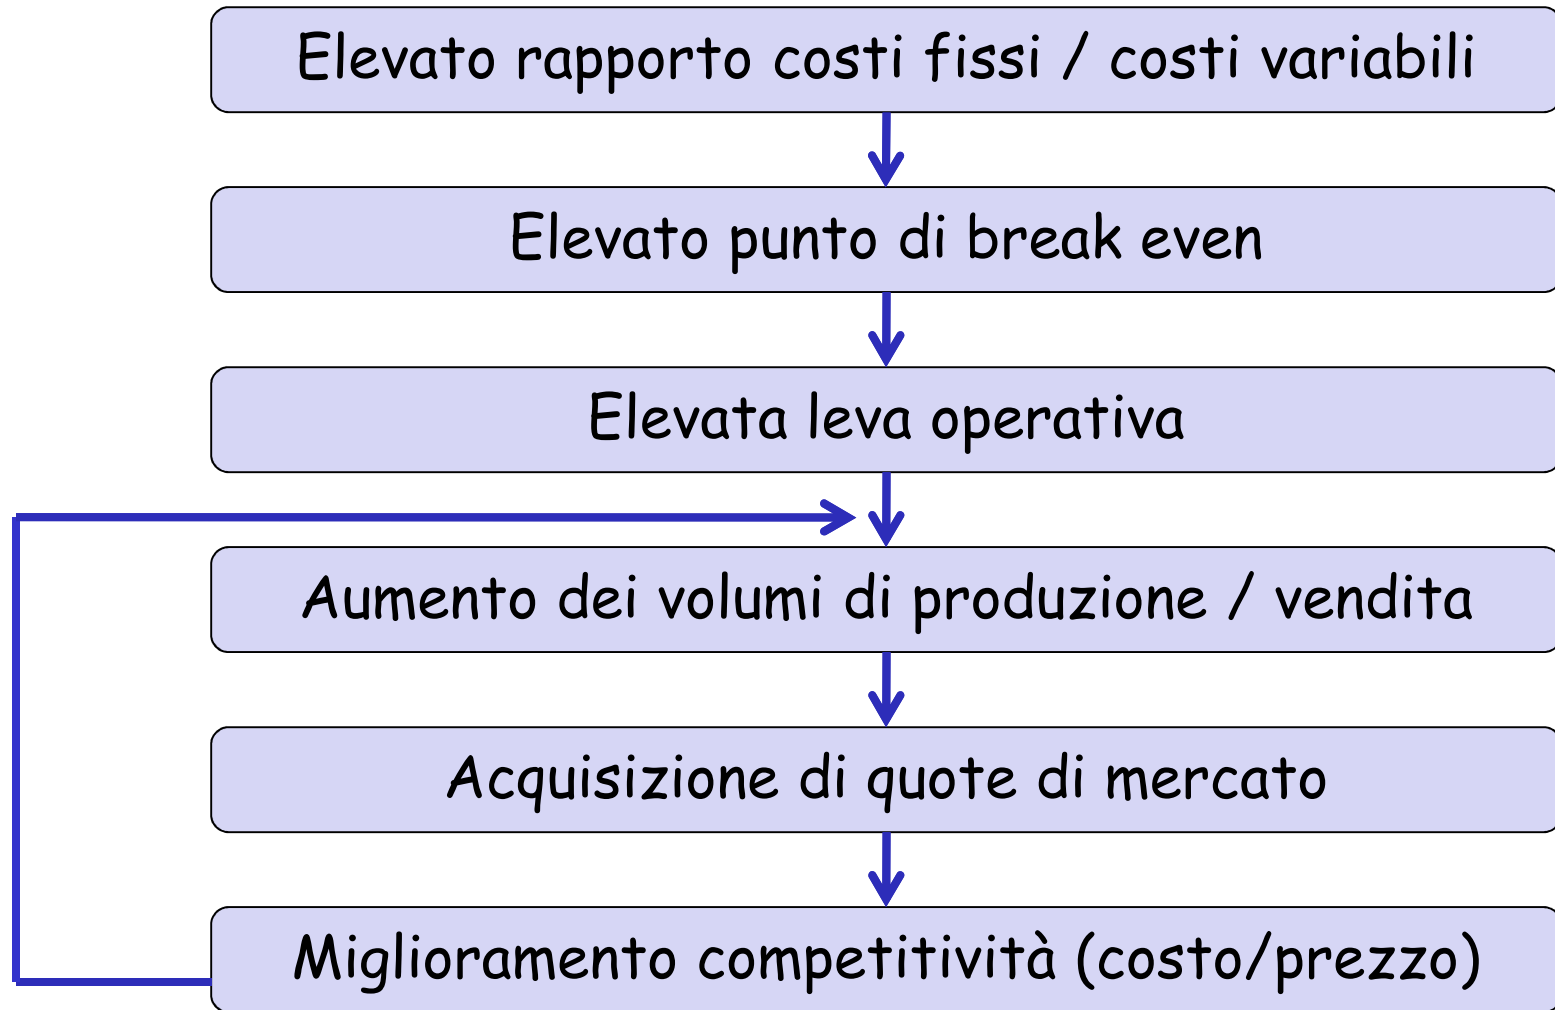 Elevato rapporto costi fissi / costi variabili
Elevato punto di break even
Elevata leva operativa
Aumento dei volumi di produzione / vendita
Acquisizione di quote di mercato
Miglioramento competitività (costo/prezzo)